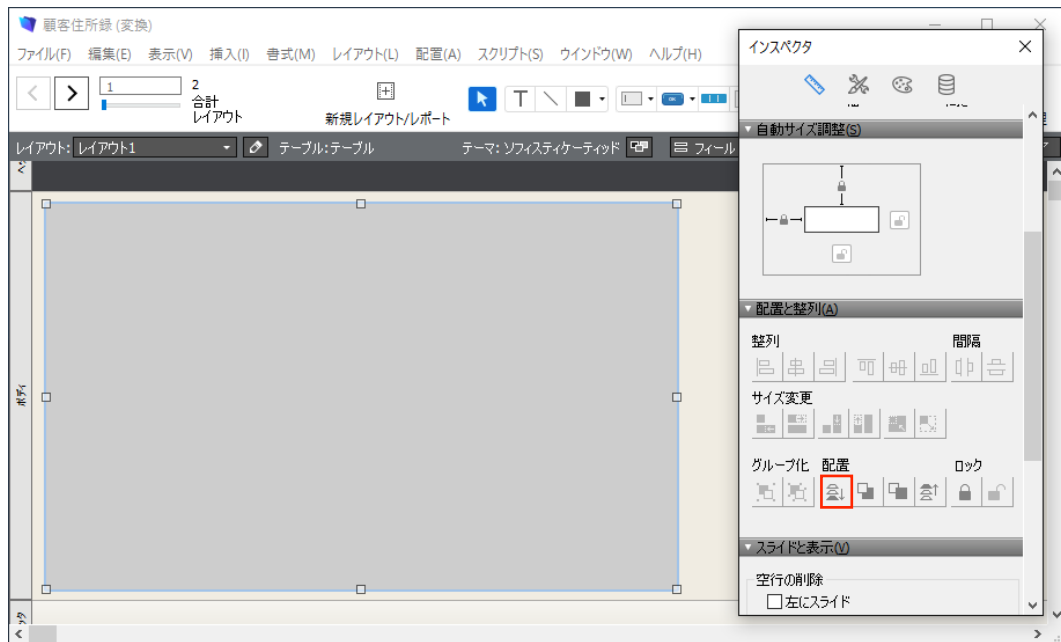 顧客住所録 (変換)
ファイル(F) 編集(E) 表示(V) 挿入(I) 書式(M) レイアウト(L) 配置(A) スクリプト(S) ウインドウ(W) ヘルプ(H)
1
2
合計
レイアウト
新規レイアウト/レポート
レイアウト: レイアウト1
テーブル:テーブル
テーマ: ソフィスティケーティッド
フィール
ボディ
インスペクタ
自動サイズ調整(S)
配置と整列(A)
整列 間隔
サイズ変更
グループ化 配置 ロック
スライドと表示(V)
空行の削除
左にスライド